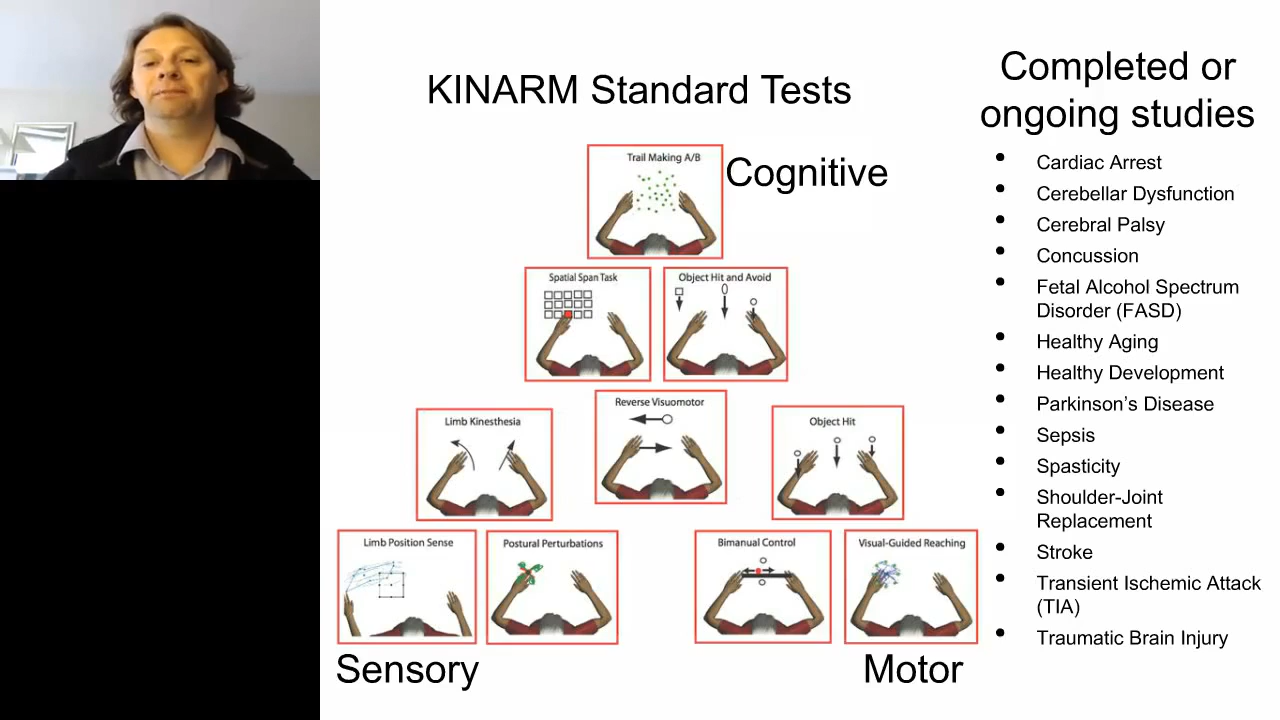 KINARM Standard Tests
Trail Making A/B
Cognitive
Spatial Span Task
Object Hit and Avoid
Limb Kinesthesia
Reverse Visuomotor
Object Hit
Limb Position Sense
Postural Perturbations
Bimanual Control
Visual-Guided Reaching
Sensory
Motor
Completed or
ongoing studies
• Cardiac Arrest
• Cerebellar Dysfunction
• Cerebral Palsy
• Concussion
• Fetal Alcohol Spectrum
Disorder (FASD)
• Healthy Aging
• Healthy Development
• Parkinson’s Disease
• Sepsis
• Spasticity
• Shoulder-Joint
Replacement
• Stroke
• Transient Ischemic Attack
(TIA)
• Traumatic Brain Injury